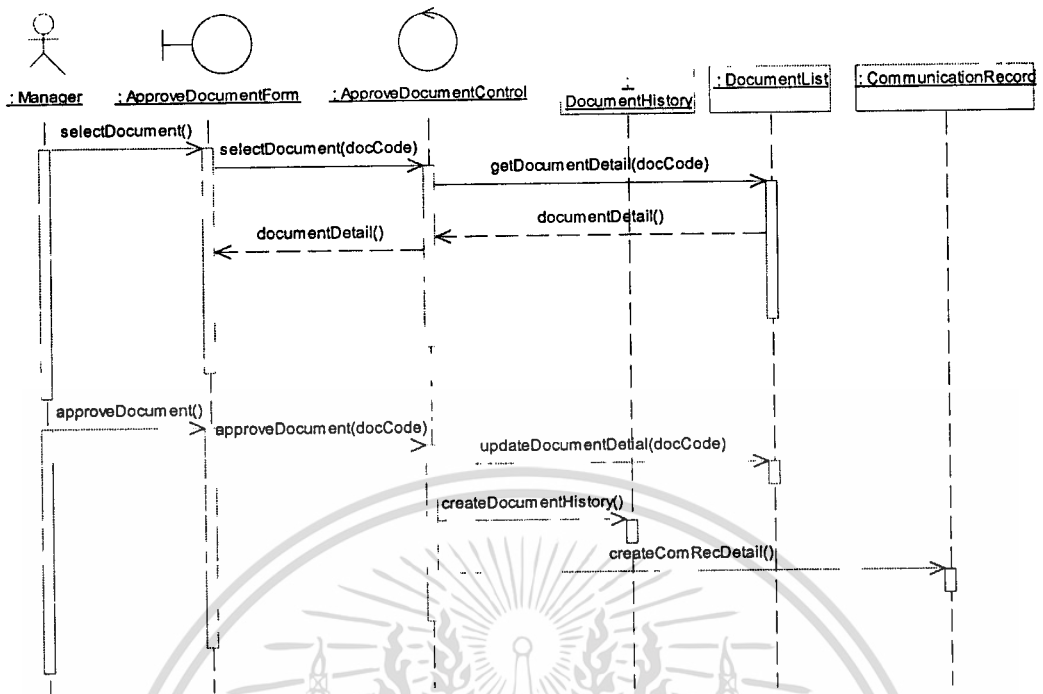 : Manager
: ApproveDocumentForm
: ApproveDocumentControl
:
DocumentHistory
: DocumentList
: CommunicationRecord
selectDocument()
selectDocument(docCode)
getDocumentDetail(docCode)
documentDetail()
documentDetail()
approveDocument()
approveDocument(docCode)
updateDocumentDetial(docCode)
createDocumentHistory()
createComRecDetail()